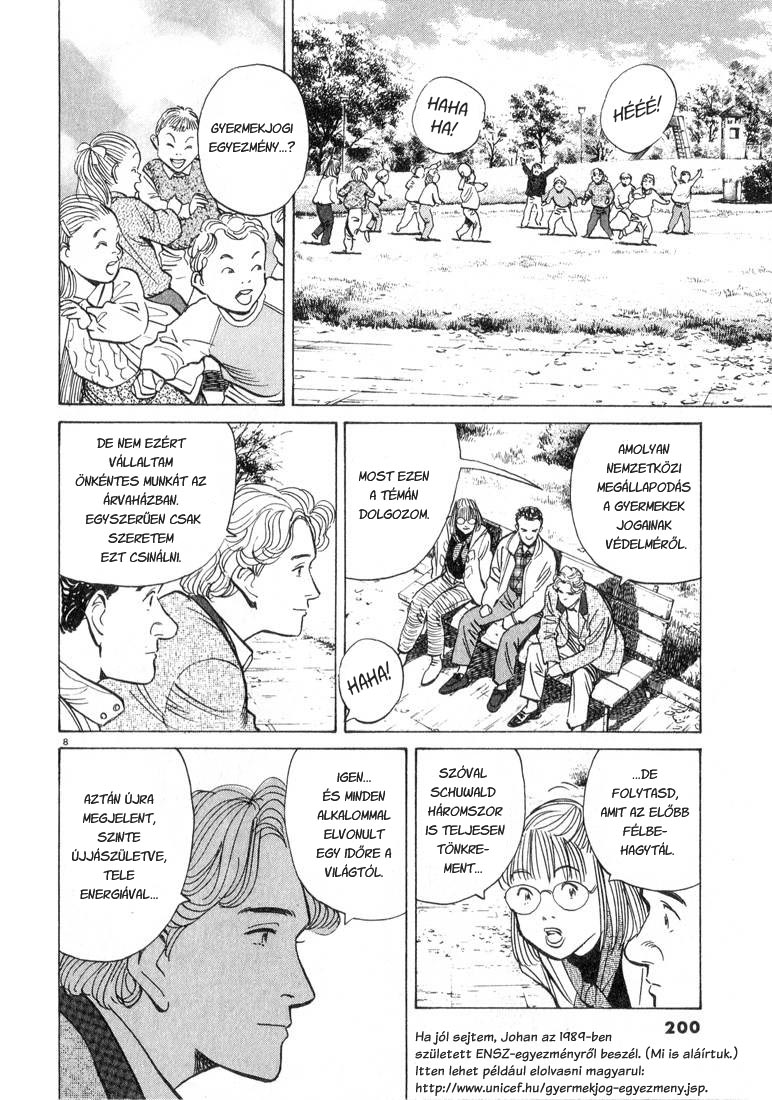 HAHA
HA!
HÉÉÉ!
GYERMEKJOGI
EGYEZMÉNY...?
AMOLYAN
NEMZETKÖZI
MEGÁLLAPODÁS
A GYERMEKEK
JOGAINAK
VÉDELMÉRŐL.
MOST EZEN
A TÉMÁN
DOLGOZOM.
HAHA!
DE NEM EZÉRT
VÁLLALTAM
ÖNKÉNTES MUNKÁT AZ
ÁRVAHÁZBAN.
EGYSZERŰEN CSAK
SZERETEM
EZT CSINÁLNI.
8
...DE
FOLYTASD,
AMIT AZ ELŐBB
FÉLBE-
HAGYTÁL.
SZÓVAL
SCHUWALD
HÁROMSZOR
IS TELJESEN
TÖNKRE-
MENT...
IGEN...
ÉS MINDEN
ALKALOMMAL
ELVONULT
EGY IDŐRE A
VILÁGTÓL.
AZTÁN ÚJRA
MEGJELENT,
SZINTE
ÚJJÁSZÜLETVE,
TELE
ENERGIÁVAL...
200
Ha jól sejtem, Johan az 1989-ben
született ENSZ-egyezményről beszél. (Mi is aláírtuk.)
Itten lehet például elolvasni magyarul:
http://www.unicef.hu/gyermekjog-egyezmeny.jsp.